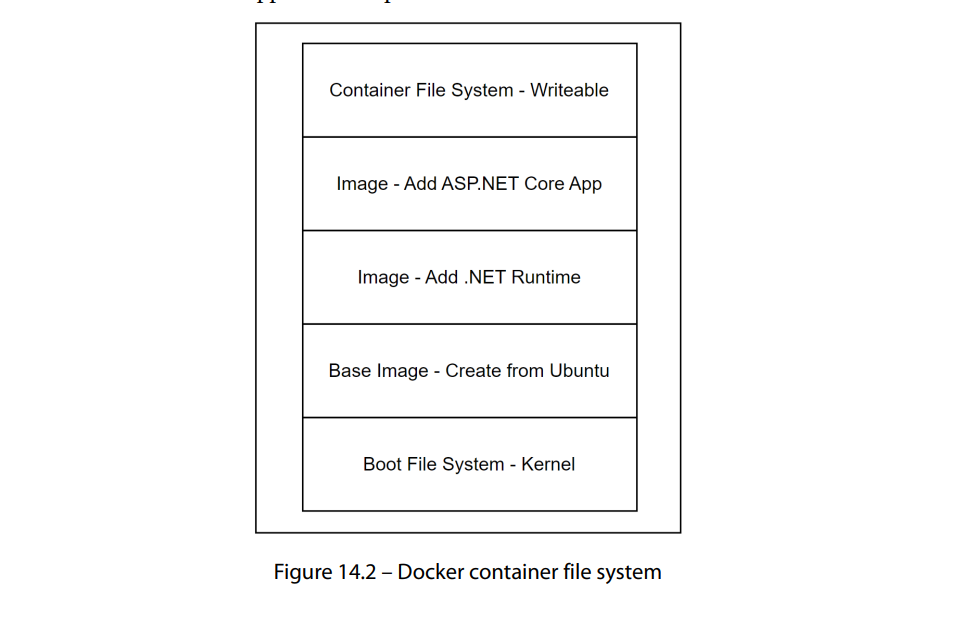 Container File System - Writeable
Image - Add ASP.NET Core App
Image - Add .NET Runtime
Base Image - Create from Ubuntu
Boot File System - Kernel
Figure 14.2 – Docker container file system